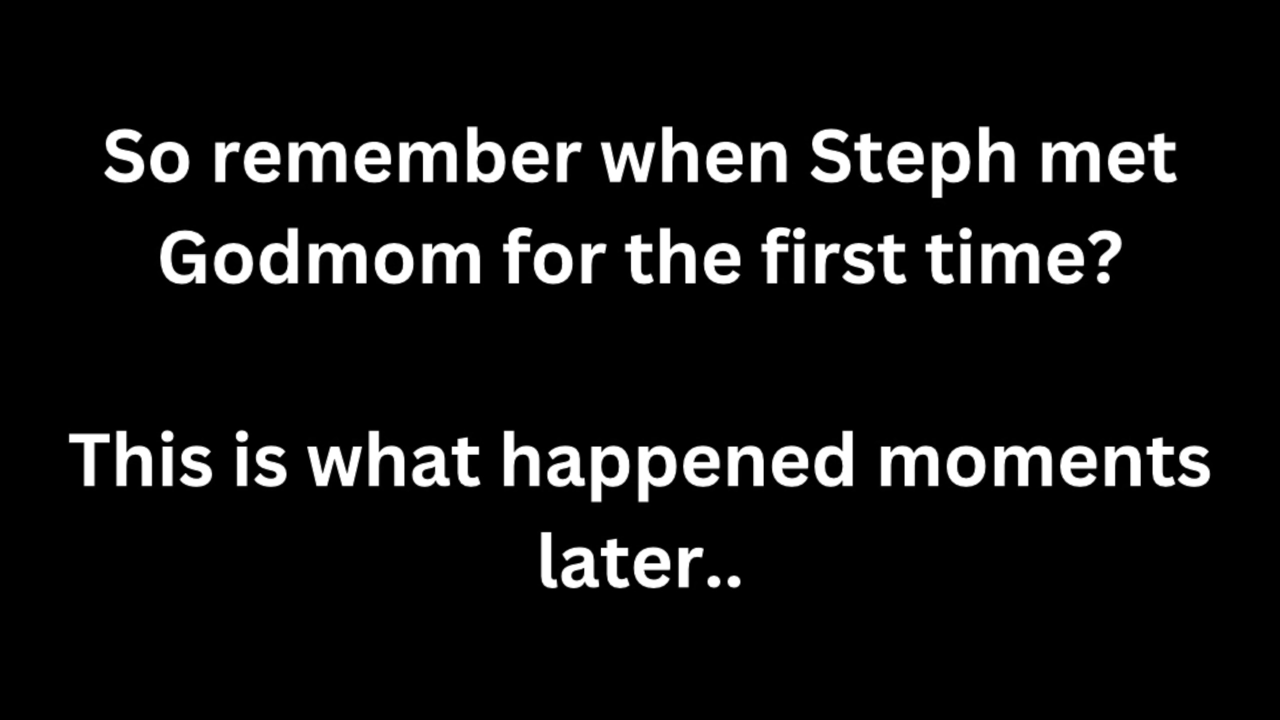 So remember when Steph met
Godmom for the first time?
This is what happened moments
later..